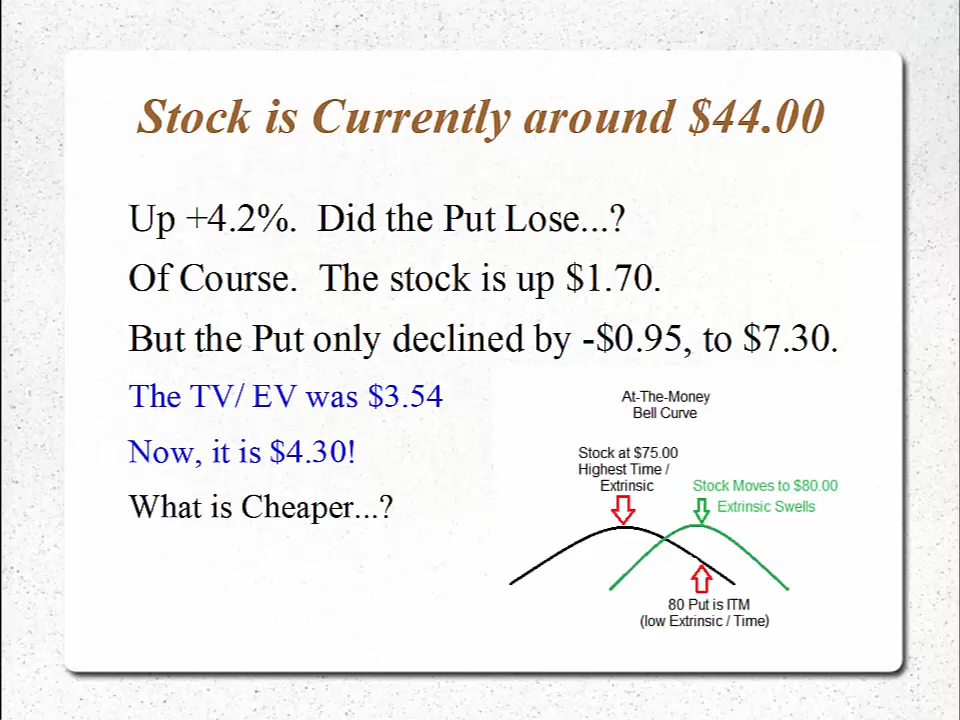 Stock is Currently around $44.00
Up +4.2%.  Did the Put Lose...?
Of Course.  The stock is up $1.70.
But the Put only declined by -$0.95, to $7.30.
The TV/ EV was $3.54
Now, it is $4.30!
What is Cheaper...?
At-The-Money
Bell Curve
Stock at $75.00
Highest Time /
Extrinsic
Stock Moves to $80.00
Extrinsic Swells
80 Put is ITM
(low Extrinsic / Time)